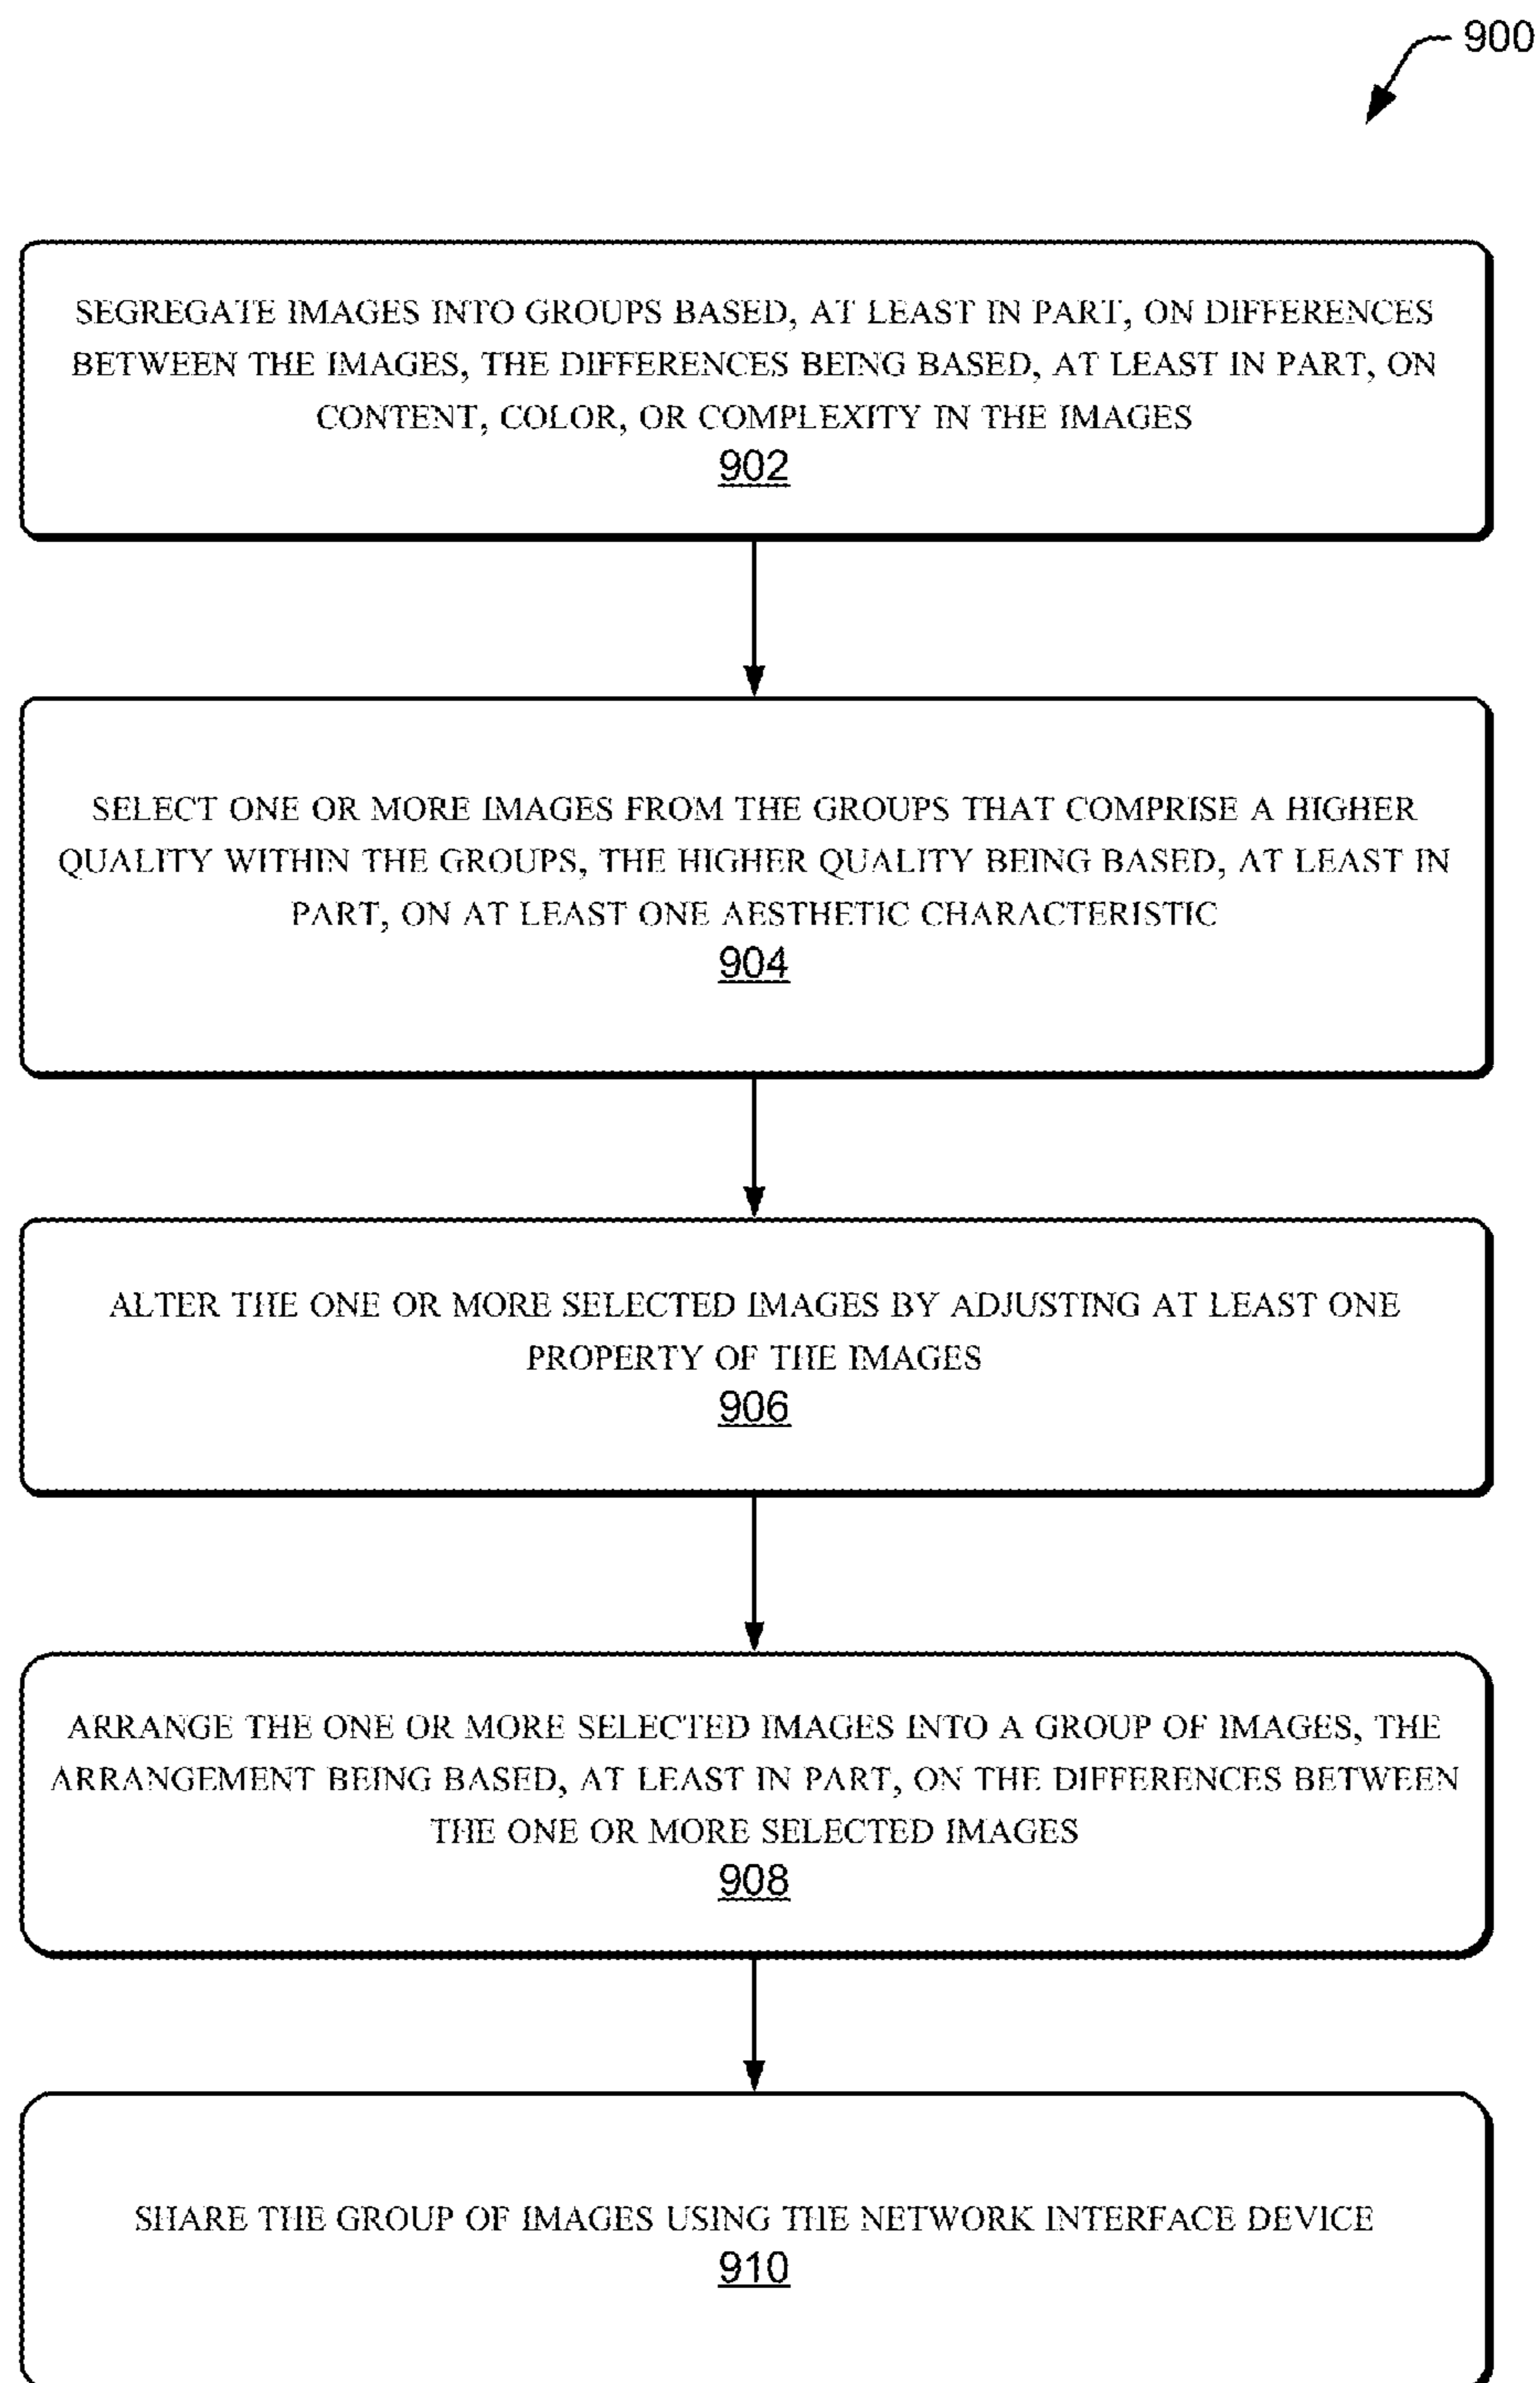 900
SEGREGATE IMAGES INTO GROUPS BASED, AT LEAST IN PART, ON DIFFERENCES
BETWEEN THE IMAGES, THE DIFFERENCES BEING BASED, AT LEAST IN PART, ON
CONTENT, COLOR, OR COMPLEXITY IN THE IMAGES
902
SELECT ONE OR MORE IMAGES FROM THE GROUPS THAT COMPRISE A HIGHER
QUALITY WITHIN THE GROUPS, THE HIGHER QUALITY BEING BASED, AT LEAST IN
PART, ON AT LEAST ONE AESTHETIC CHARACTERISTIC
904
ALTER THE ONE OR MORE SELECTED IMAGES BY ADJUSTING AT LEAST ONE
PROPERTY OF THE IMAGES
906
ARRANGE THE ONE OR MORE SELECTED IMAGES INTO A GROUP OF IMAGES, THE
ARRANGEMENT BEING BASED, AT LEAST IN PART, ON THE DIFFERENCES BETWEEN
THE ONE OR MORE SELECTED IMAGES
908
SHARE THE GROUP OF IMAGES USING THE NETWORK INTERFACE DEVICE
910